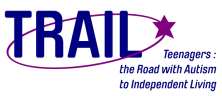 TRAIL
Teenagers :
the Road with Autism
to Independent Living